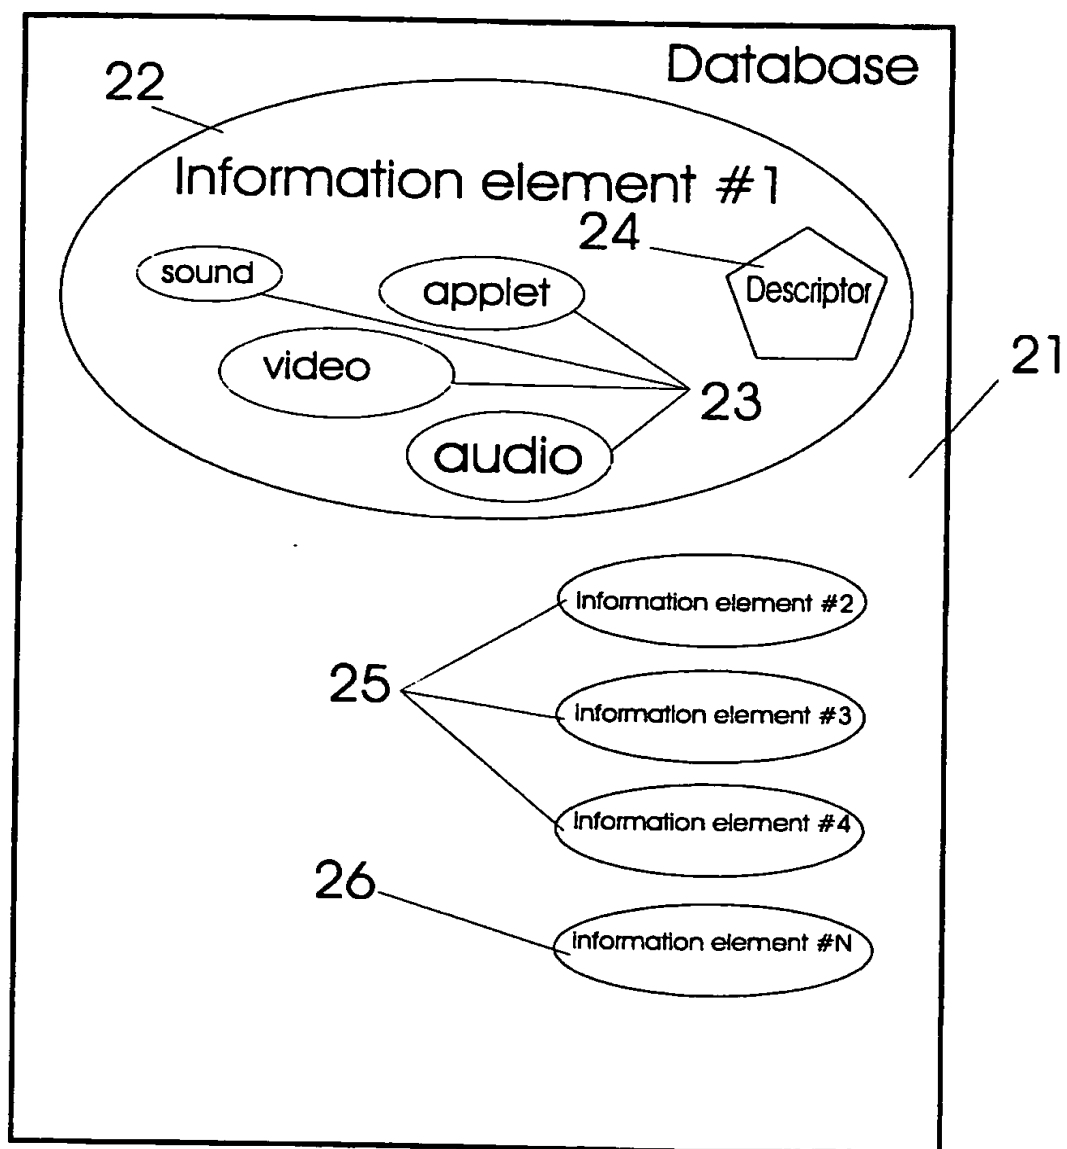 Database
22
Information element #1
24
sound
applet
Descriptor
video
21
23
audio
Information element #2
25
Information element #3
Information element #4
26
Information element #N